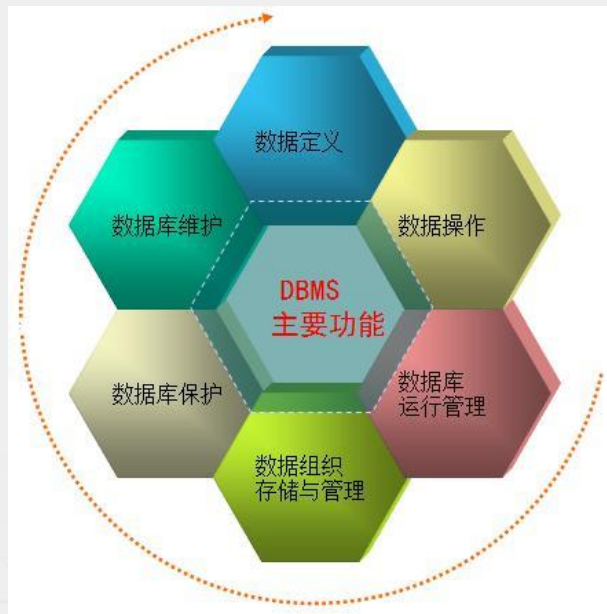 数据定义
数据库维护
数据操作
DBMS
主要功能
数据库保护
数据库
运行管理
数据组织
存储与管理